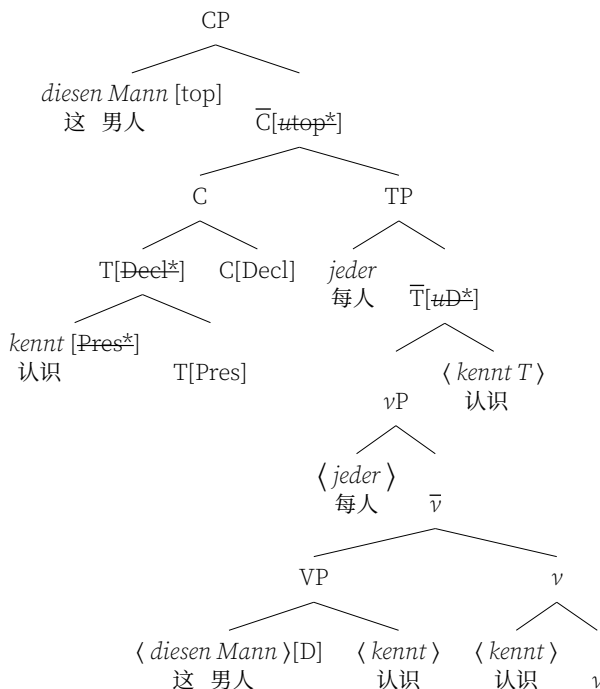 CP
diesen Mann [top]
这 男人
C̅[utop*]
C TP
T[Decl*] C[Decl] jeder
每人 T̅[uD*]
kennt [Pres*]
认识 T[Pres] ⟨ kennt T ⟩
认识
vP
⟨ jeder ⟩
每人 v̅
VP v
⟨ diesen Mann ⟩[D] ⟨ kennt ⟩ ⟨ kennt ⟩
这 男人 认识 认识 v